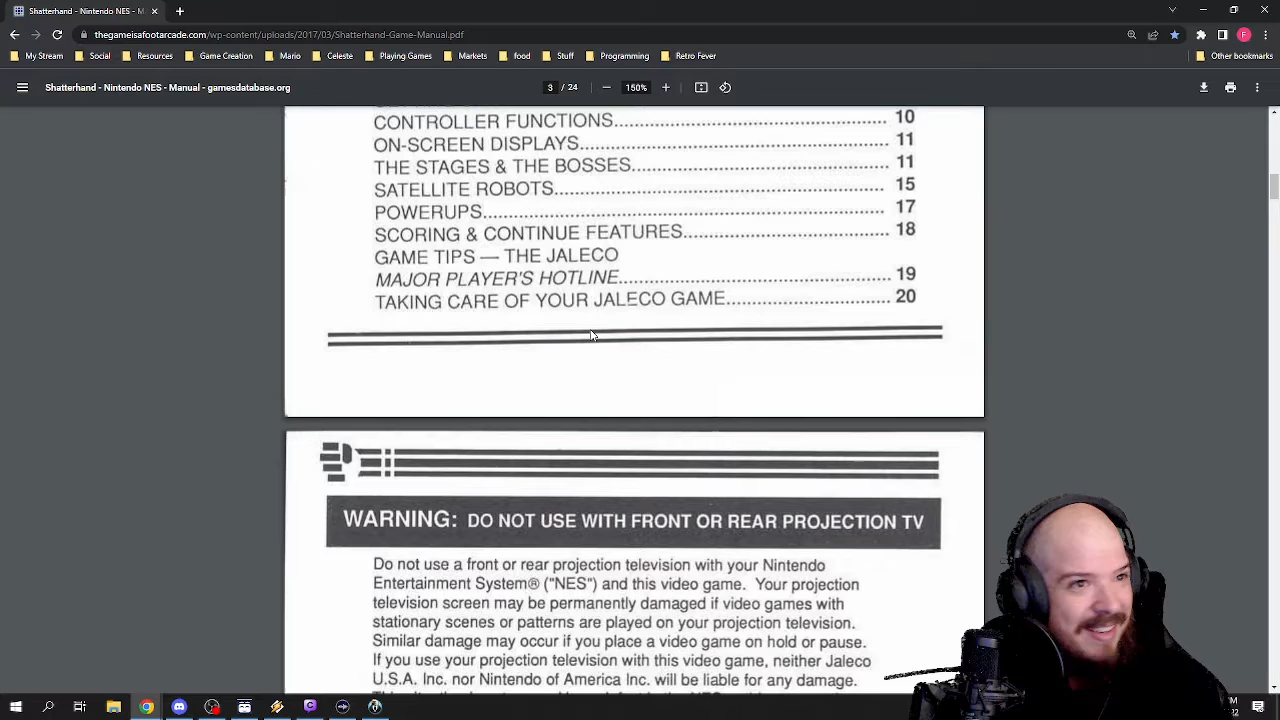 Shatterhand - Nintendo NES - M
thegameisafootarcade.com/wp-content/uploads/2017/03/Shatterhand-Game-Manual.pdf
My Stream Social Resources Game Creation Mario Celeste Playing Games Markets food Stuff Programming Retro Fever Other bookmarks
Shatterhand - Nintendo NES - Manual - gamesdatabase.org 3 / 24 150%
CONTROLLER FUNCTIONS 10
ON-SCREEN DISPLAYS 11
THE STAGES & THE BOSSES 11
SATELLITE ROBOTS 15
POWERUPS 17
SCORING & CONTINUE FEATURES 18
GAME TIPS — THE JALECO
MAJOR PLAYER'S HOTLINE 19
TAKING CARE OF YOUR JALECO GAME 20
WARNING: DO NOT USE WITH FRONT OR REAR PROJECTION TV
Do not use a front or rear projection television with your Nintendo
Entertainment System® ("NES") and this video game. Your projection
television screen may be permanently damaged if video games with
stationary scenes or patterns are played on your projection television.
Similar damage may occur if you place a video game on hold or pause.
If you use your projection television with this video game, neither Jaleco
U.S.A. Inc. nor Nintendo of America Inc. will be liable for any damage.